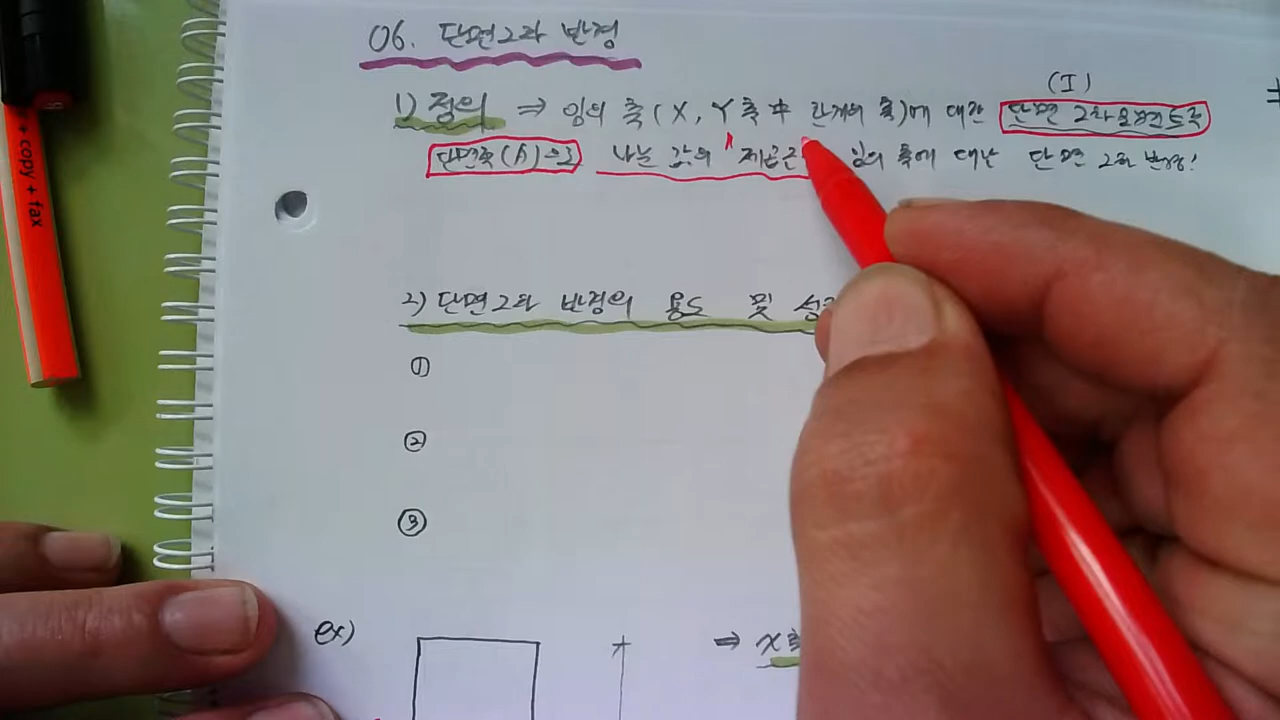 06. 단면2차 반경
(I)
1) 정의 ⇒ 임의 축(X, Y축 中 한개의 축)에 대한 단면 2차모멘트를
단면적(A)으로 나눈 값의 "제곱근 임의 축에 대한 단면 2차 반경!
2) 단면2차 반경의 용도 및
①
②
③
ex)
⇒ X축
copy + fax